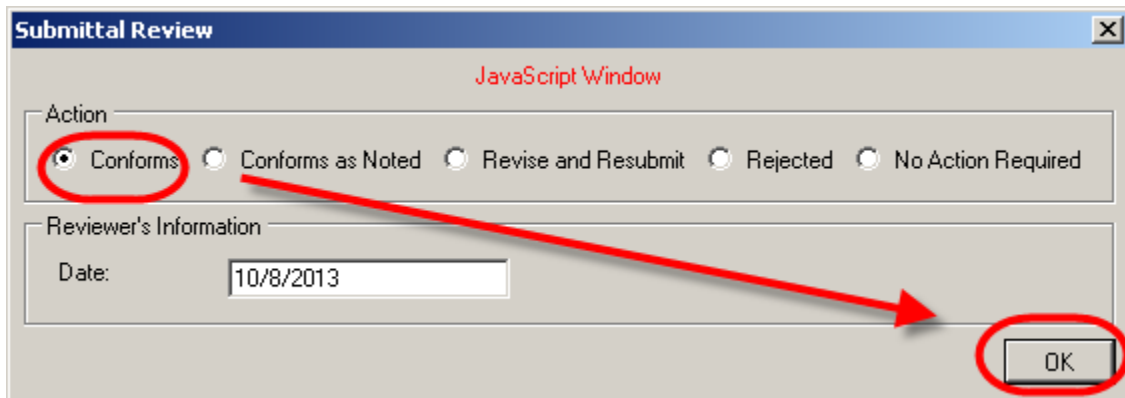 Submittal Review
JavaScript Window
Action
Conforms Conforms as Noted Revise and Resubmit Rejected No Action Required
Reviewer's Information
Date: 10/8/2013
OK